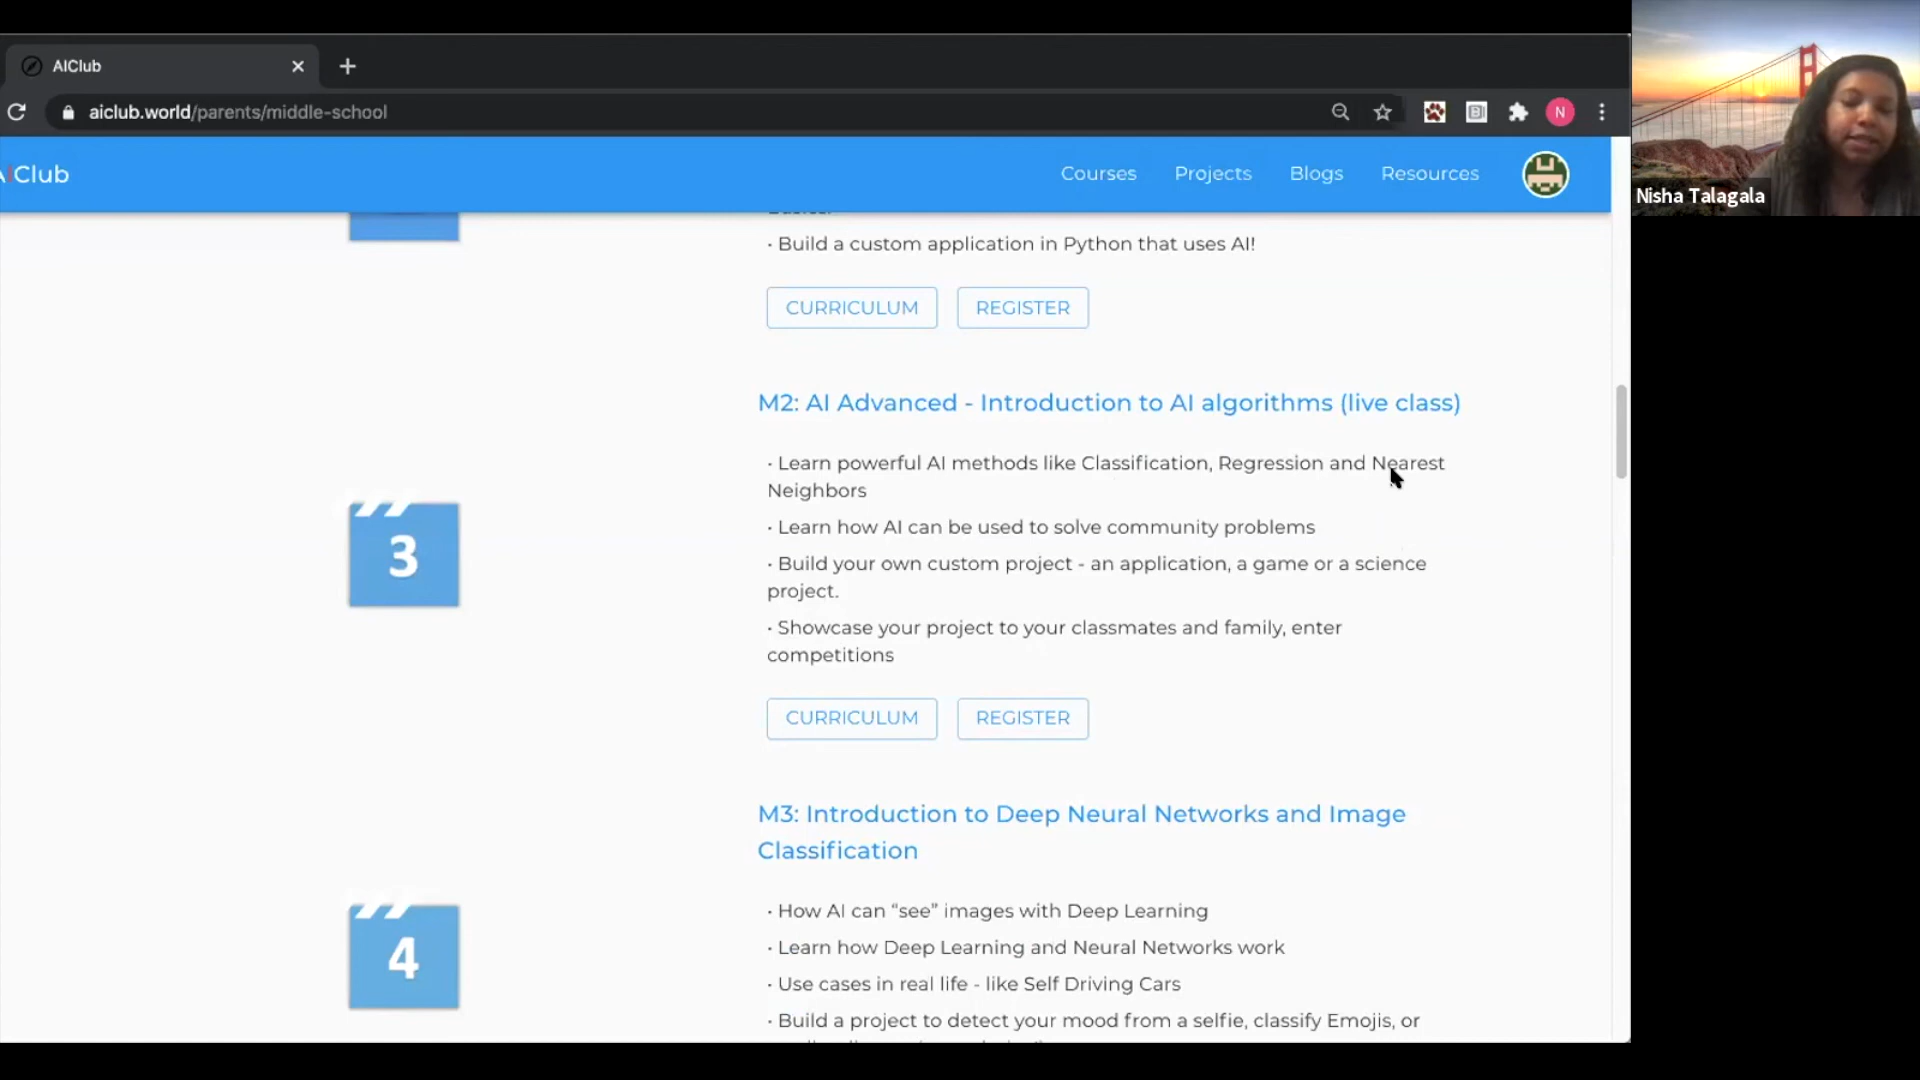 AIClub
aiclub.world/parents/middle-school
N
AIClub
Courses
Projects
Blogs
Resources
Nisha Talagala
· Build a custom application in Python that uses AI!
CURRICULUM
REGISTER
M2: AI Advanced - Introduction to AI algorithms (live class)
· Learn powerful AI methods like Classification, Regression and Nearest
Neighbors
· Learn how AI can be used to solve community problems
3
· Build your own custom project - an application, a game or a science
project.
· Showcase your project to your classmates and family, enter
competitions
CURRICULUM
REGISTER
M3: Introduction to Deep Neural Networks and Image
Classification
· How AI can “see” images with Deep Learning
· Learn how Deep Learning and Neural Networks work
4
· Use cases in real life - like Self Driving Cars
· Build a project to detect your mood from a selfie, classify Emojis, or